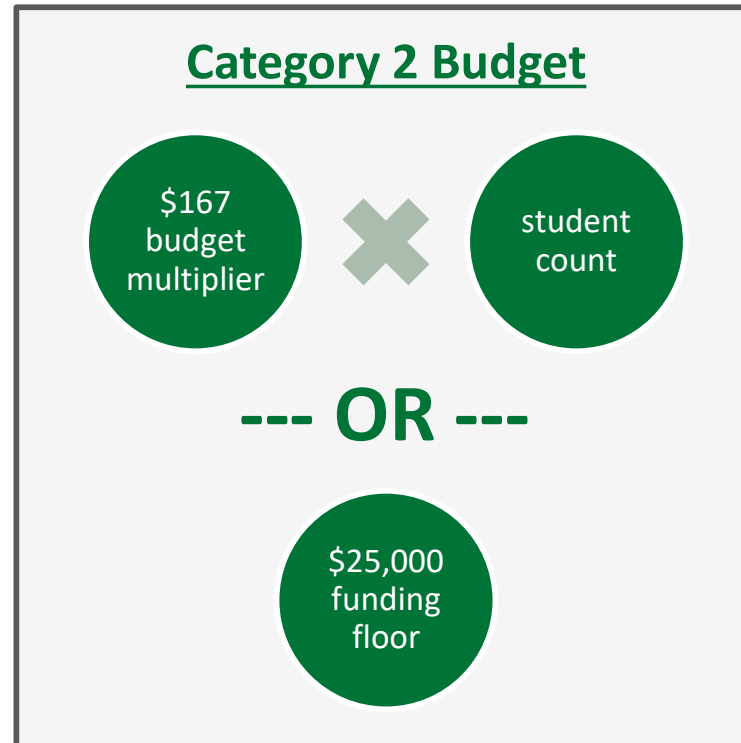 Category 2 Budget
$167
budget
multiplier
student
count
--- OR ---
$25,000
funding
floor